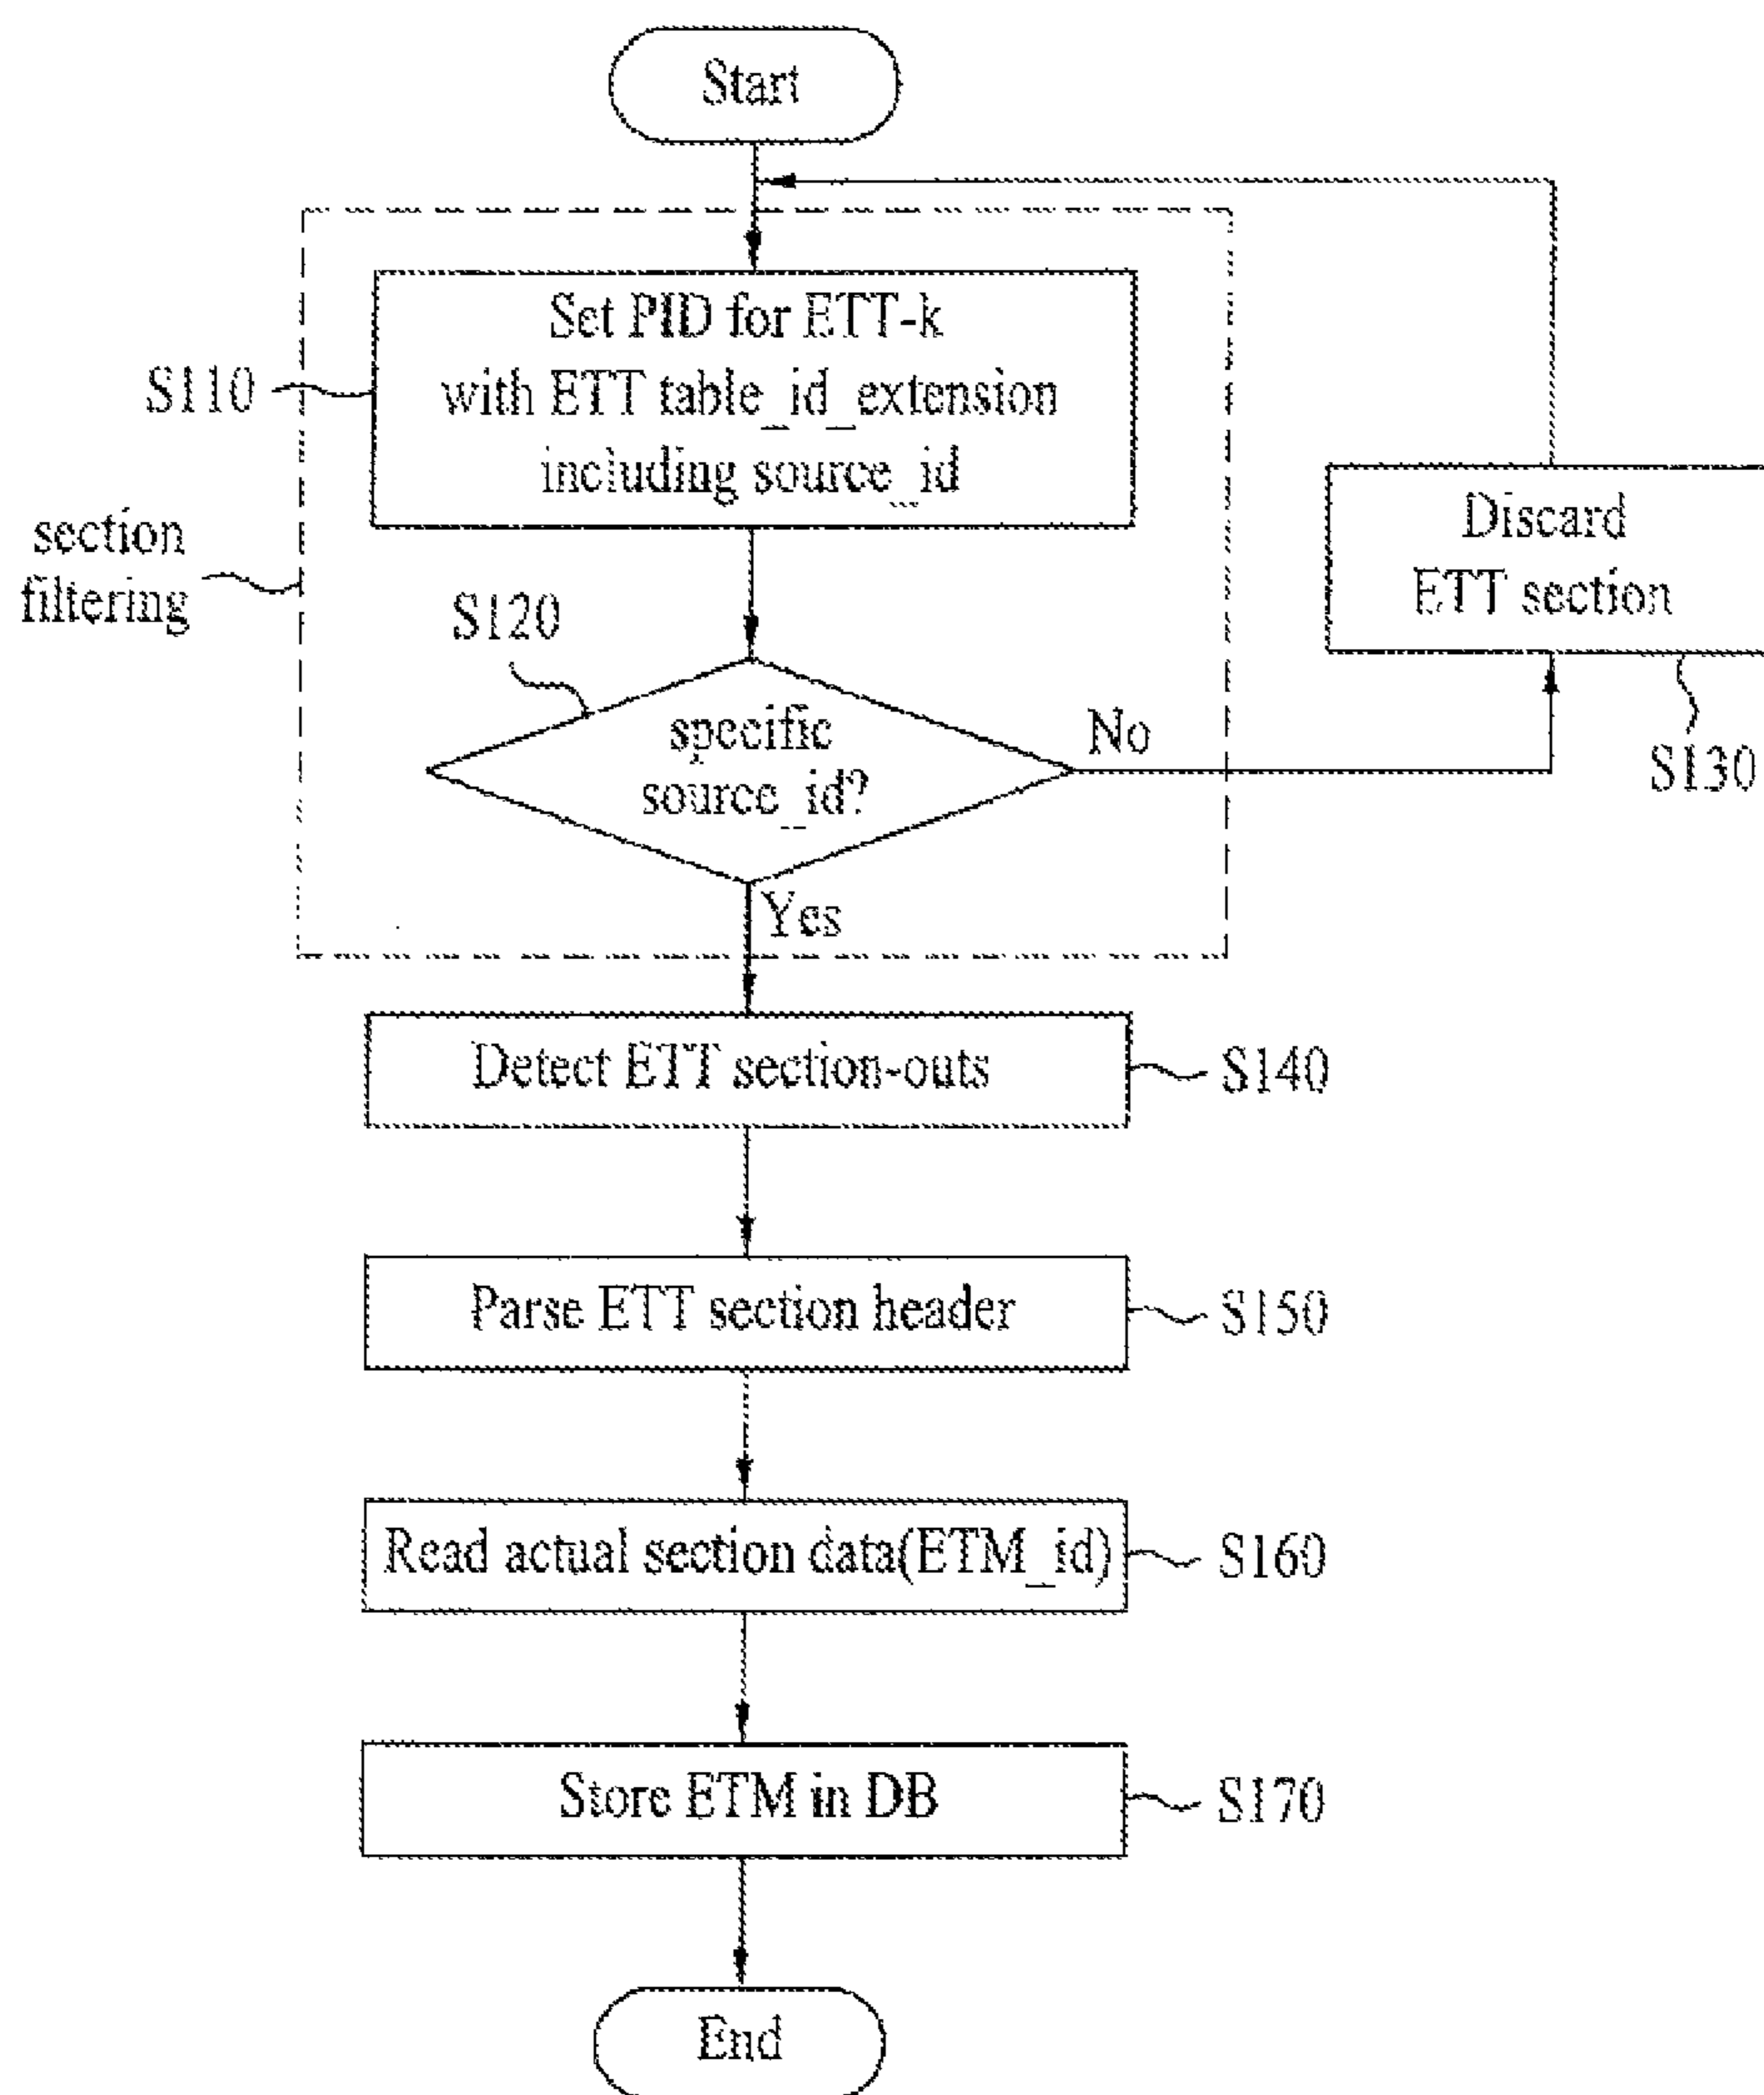 Start
Set PID for ETT-k
with ETT table_id_extension
including source_id
S110
section
filtering
Discard
ETT section
S130
S120
specific
source_id?
No
Yes
Detect ETT section-outs
S140
Parse ETT section header
S150
Read actual section data(ETM_id)
S160
Store ETM in DB
S170
End